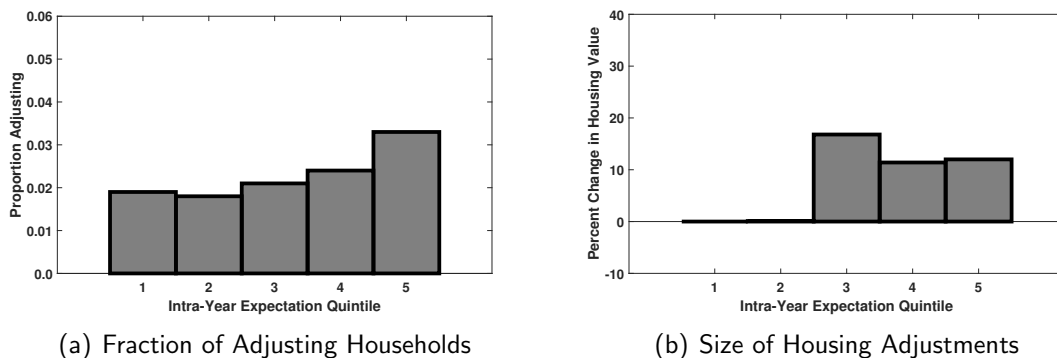 0.06
0.05
0.04
0.03
0.02
0.01
0.0
Proportion Adjusting
1 2 3 4 5
Intra-Year Expectation Quintile
(a) Fraction of Adjusting Households
40
30
20
10
0
-10
Percent Change in Housing Value
1 2 3 4 5
Intra-Year Expectation Quintile
(b) Size of Housing Adjustments